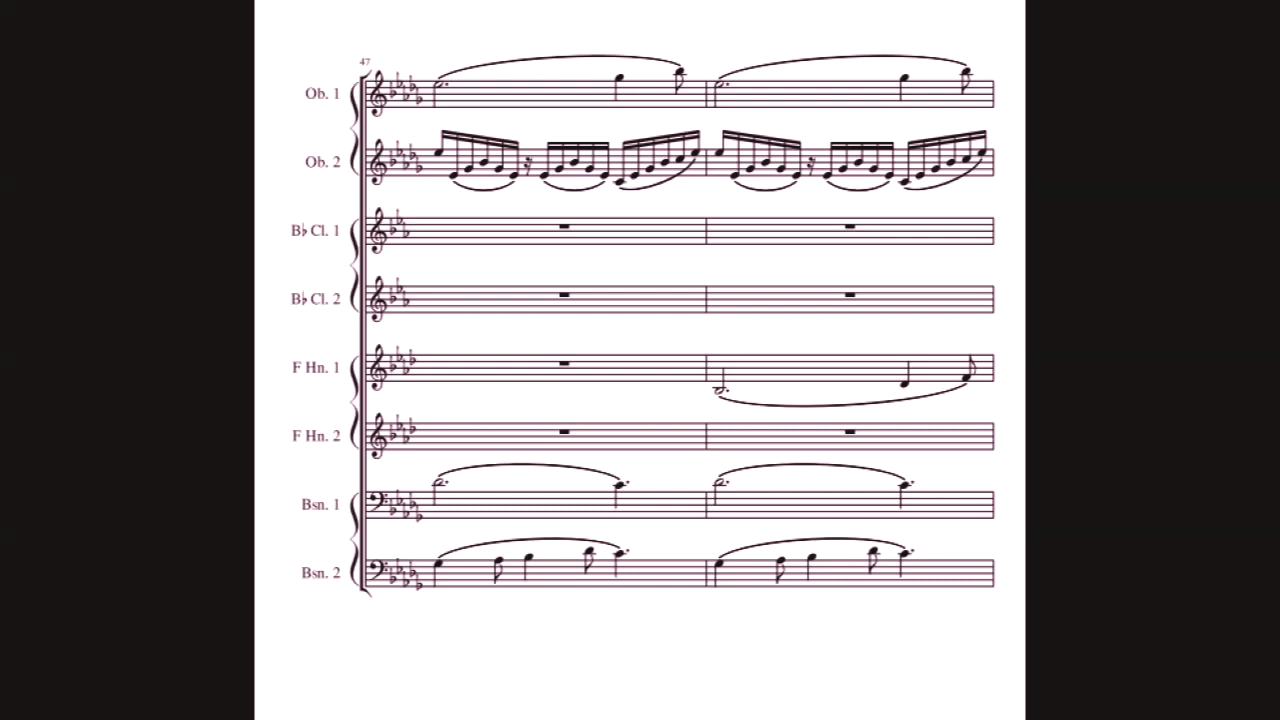 47
Ob. 1
Ob. 2
B♭ Cl. 1
B♭ Cl. 2
F Hn. 1
F Hn. 2
Bsn. 1
Bsn. 2